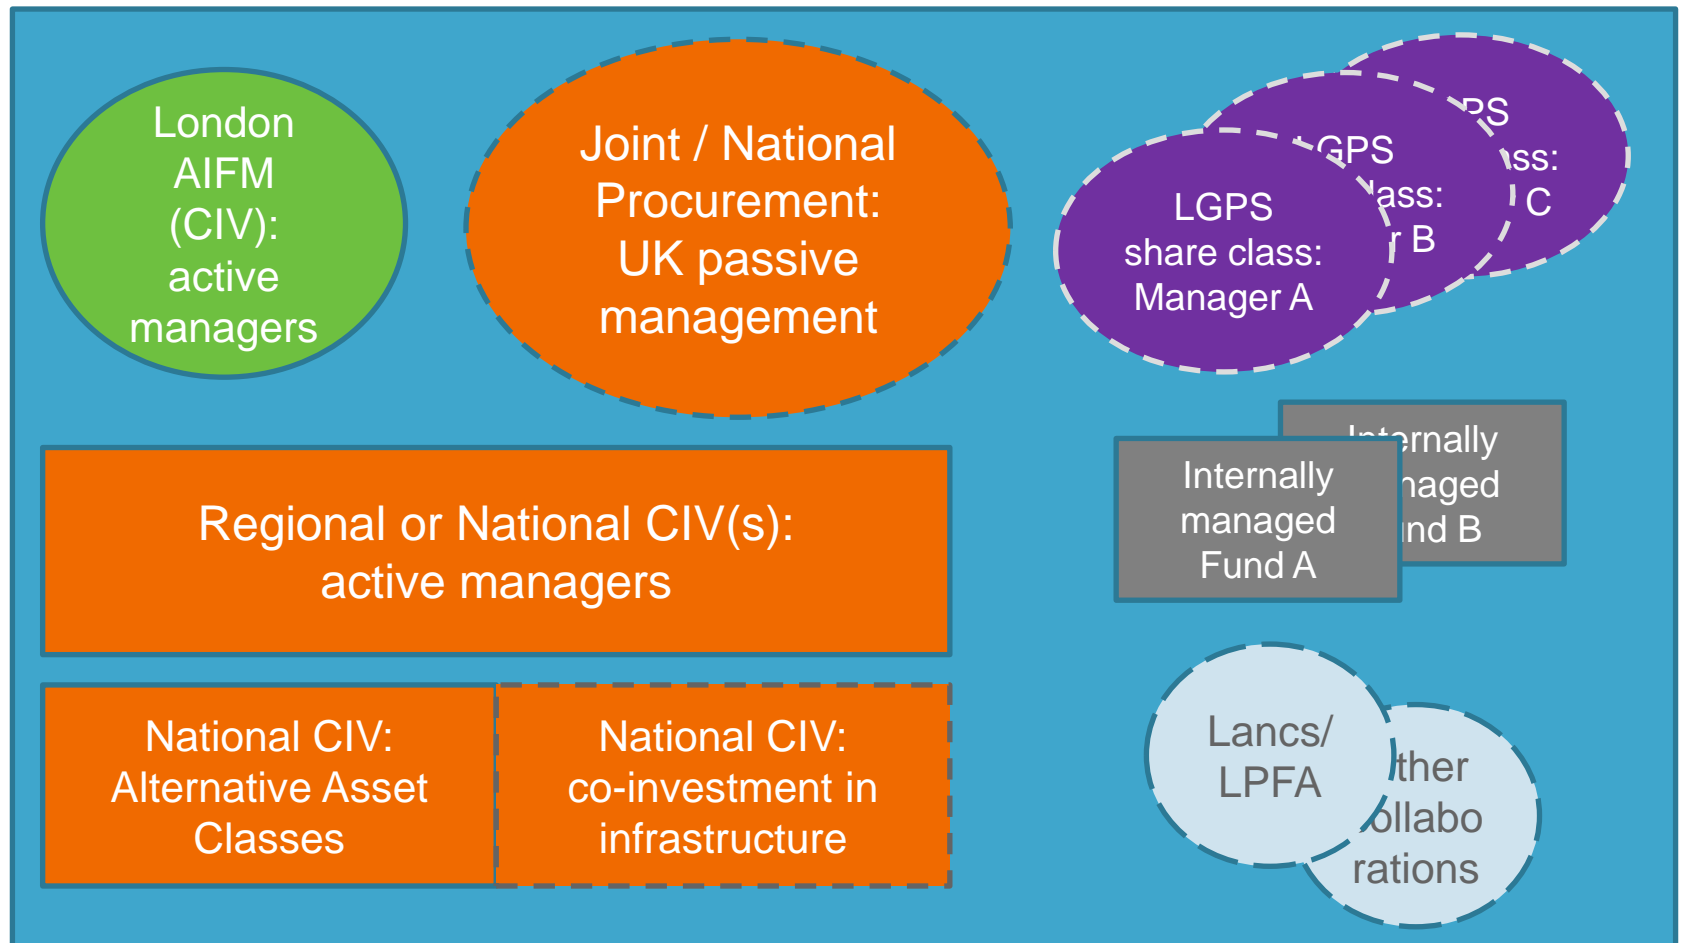 London
AIFM
(CIV):
active
managers
Joint / National
Procurement:
UK passive
management
LGPS
share class:
Manager A
B
C
Regional or National CIV(s):
active managers
Internally
managed
Fund A
B
National CIV:
Alternative Asset
Classes
National CIV:
co-investment in
infrastructure
Lancs/
LPFA
rations